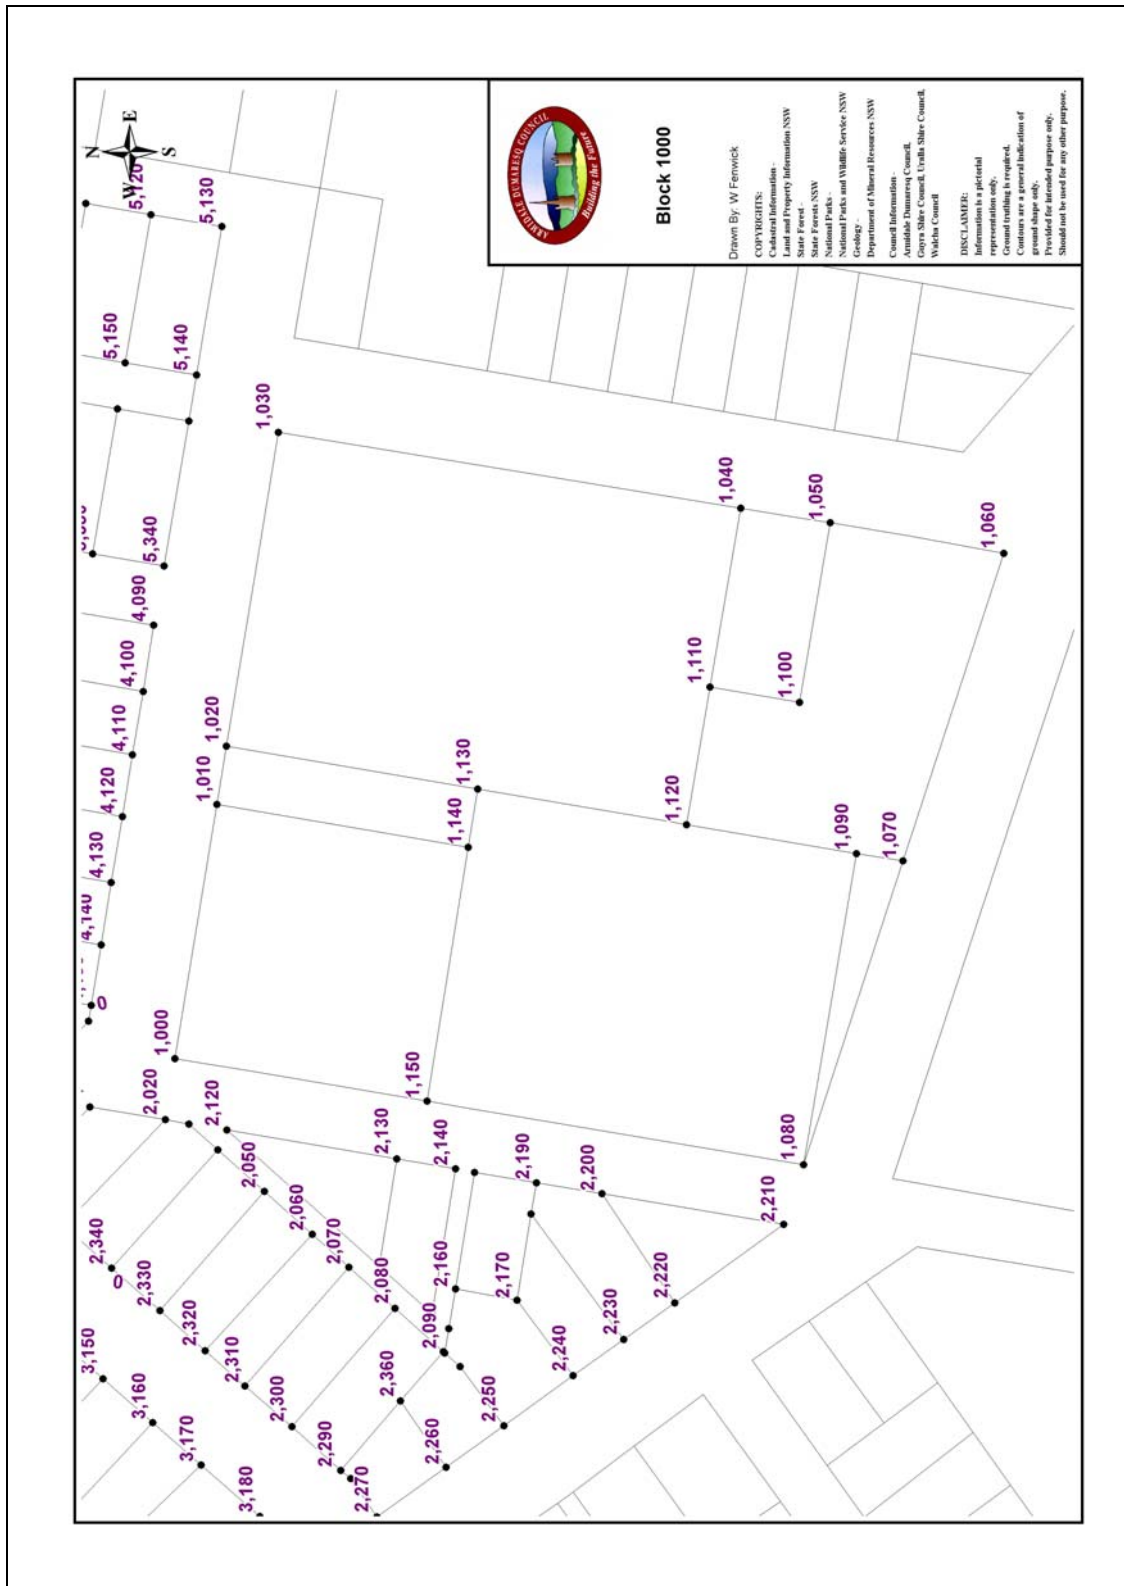 ARMIDALE DUMARESQ COUNCIL
Building the Future
Block 1000
Drawn By: W Fenwick
COPYRIGHTS:
Cadastral Information -
Land and Property Information NSW
State Forest -
State Forests NSW
National Parks -
National Parks and Wildlife Service NSW
Geology -
Department of Mineral Resources NSW
Council Information -
Armidale Dumaresq Council,
Guyra Shire Council, Uralla Shire Council,
Walcha Council
DISCLAIMER:
Information is a pictorial
representation only.
Ground truthing is required.
Contours are a general indication of
ground shape only.
Provided for intended purpose only.
Should not be used for any other purpose.
N
E
S
W
5,120
5,130
5,150
5,140
1,030
5,340
4,090
4,100
4,110
4,120
4,130
4,140
0
1,020
1,010
1,000
1,040
1,050
1,060
1,110
1,100
1,130
1,120
1,140
1,090
1,070
1,150
1,080
2,020
2,120
2,130
2,140
2,190
2,200
2,210
2,050
2,060
2,070
2,080
2,090
2,160
2,170
2,220
2,230
2,240
2,250
2,260
2,360
2,340
0
2,330
2,320
2,310
2,300
2,290
2,270
3,150
3,160
3,170
3,180